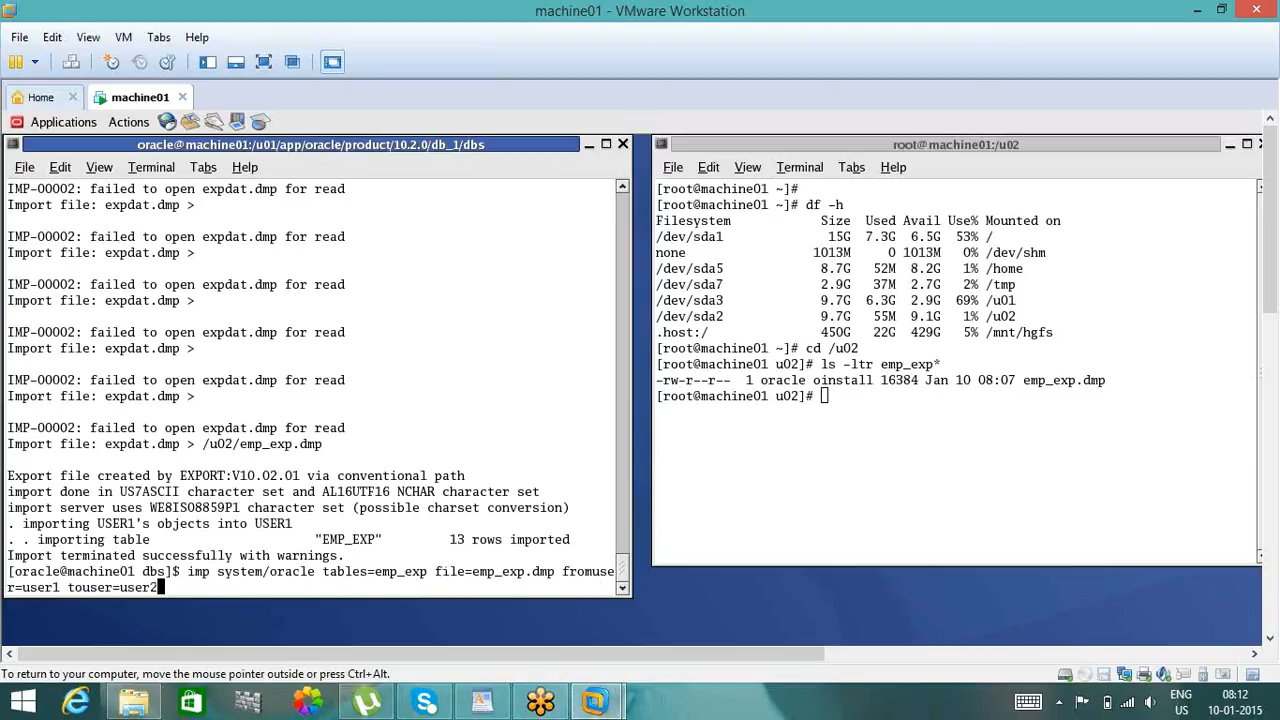 machine01 - VMware Workstation
File Edit View VM Tabs Help
Home machine01
Applications Actions
oracle@machine01:/u01/app/oracle/product/10.2.0/db_1/dbs
File Edit View Terminal Tabs Help
IMP-00002: failed to open expdat.dmp for read
Import file: expdat.dmp >
IMP-00002: failed to open expdat.dmp for read
Import file: expdat.dmp >
IMP-00002: failed to open expdat.dmp for read
Import file: expdat.dmp >
IMP-00002: failed to open expdat.dmp for read
Import file: expdat.dmp >
IMP-00002: failed to open expdat.dmp for read
Import file: expdat.dmp >
IMP-00002: failed to open expdat.dmp for read
Import file: expdat.dmp > /u02/emp_exp.dmp
Export file created by EXPORT:V10.02.01 via conventional path
import done in US7ASCII character set and AL16UTF16 NCHAR character set
import server uses WE8ISO8859P1 character set (possible charset conversion)
. importing USER1's objects into USER1
. . importing table "EMP_EXP" 13 rows imported
Import terminated successfully with warnings.
[oracle@machine01 dbs]$ imp system/oracle tables=emp_exp file=emp_exp.dmp fromuse
r=user1 touser=user2
root@machine01:/u02
File Edit View Terminal Tabs Help
[root@machine01 ~]#
[root@machine01 ~]# df -h
Filesystem Size Used Avail Use% Mounted on
/dev/sda1 15G 7.3G 6.5G 53% /
none 1013M 0 1013M 0% /dev/shm
/dev/sda5 8.7G 52M 8.2G 1% /home
/dev/sda7 2.9G 37M 2.7G 2% /tmp
/dev/sda3 9.7G 6.3G 2.9G 69% /u01
/dev/sda2 9.7G 55M 9.1G 1% /u02
.host:/ 450G 22G 429G 5% /mnt/hgfs
[root@machine01 ~]# cd /u02
[root@machine01 u02]# ls -ltr emp_exp*
-rw-r--r-- 1 oracle oinstall 16384 Jan 10 08:07 emp_exp.dmp
[root@machine01 u02]#
To return to your computer, move the mouse pointer outside or press Ctrl+Alt.
ENG 08:12
US 10-01-2015